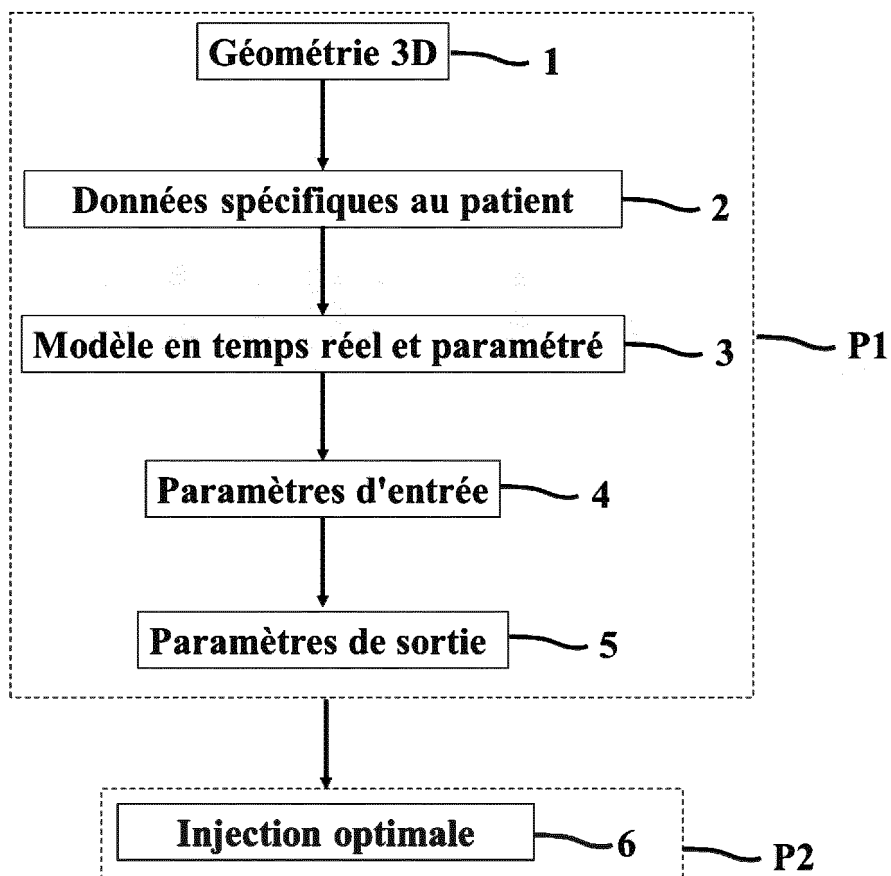 Géométrie 3D 1
Données spécifiques au patient 2
Modèle en temps réel et paramétré 3
P1
Paramètres d'entrée 4
Paramètres de sortie 5
Injection optimale 6
P2